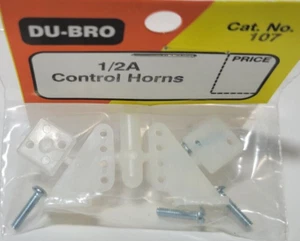 DU-BRO
Cat. No.
107
1/2A
Control Horns
PRICE